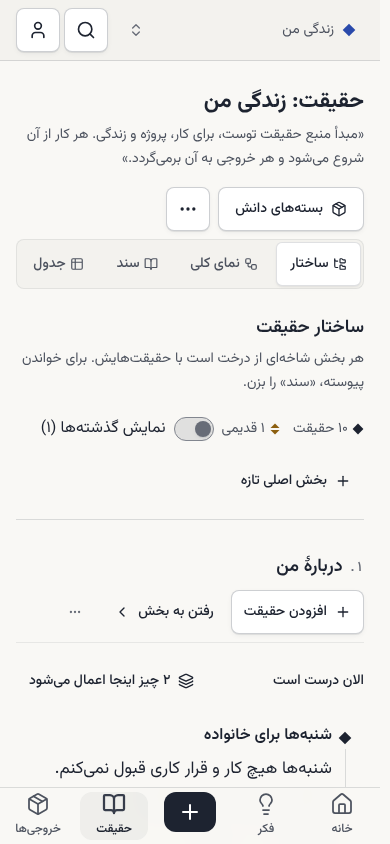 زندگی من
حقیقت: زندگی من
«مبدأ منبع حقیقت توست، برای کار، پروژه و زندگی. هر کار از آن
شروع می‌شود و هر خروجی به آن برمی‌گردد.»
بسته‌های دانش
ساختار نمای کلی سند جدول
ساختار حقیقت
هر بخش شاخه‌ای از درخت است با حقیقت‌هایش. برای خواندن
پیوسته، «سند» را بزن.
۱۰ حقیقت ۱ قدیمی نمایش گذشته‌ها (۱)
بخش اصلی تازه
۱. دربارهٔ من
افزودن حقیقت رفتن به بخش ...
الان درست است ۲ چیز اینجا اعمال می‌شود
شنبه‌ها برای خانواده
شنبه‌ها هیچ کار و قرار کاری قبول نمی‌کنم.
خانه فکر حقیقت خروجی‌ها